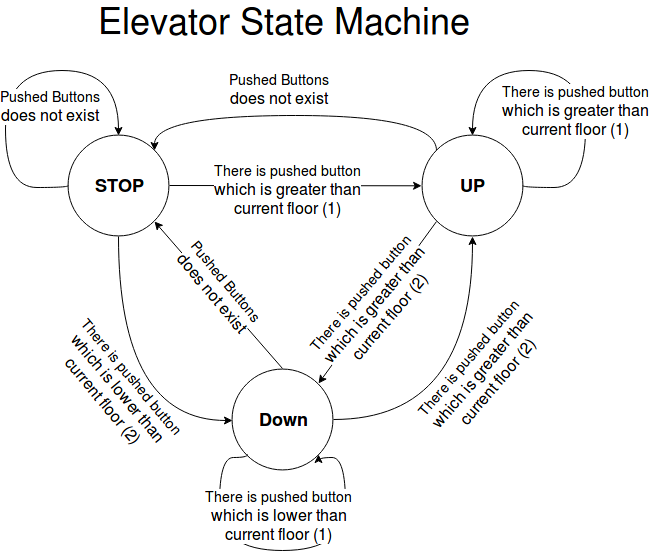 Elevator State Machine
Pushed Buttons
does not exist
Pushed Buttons
does not exist
There is pushed button
which is greater than
current floor (1)
STOP
There is pushed button
which is greater than
current floor (1)
UP
Pushed Buttons
does not exist
There is pushed button
which is greater than
current floor (2)
There is pushed button
which is lower than
current floor (2)
There is pushed button
which is greater than
current floor (2)
Down
There is pushed button
which is lower than
current floor (1)